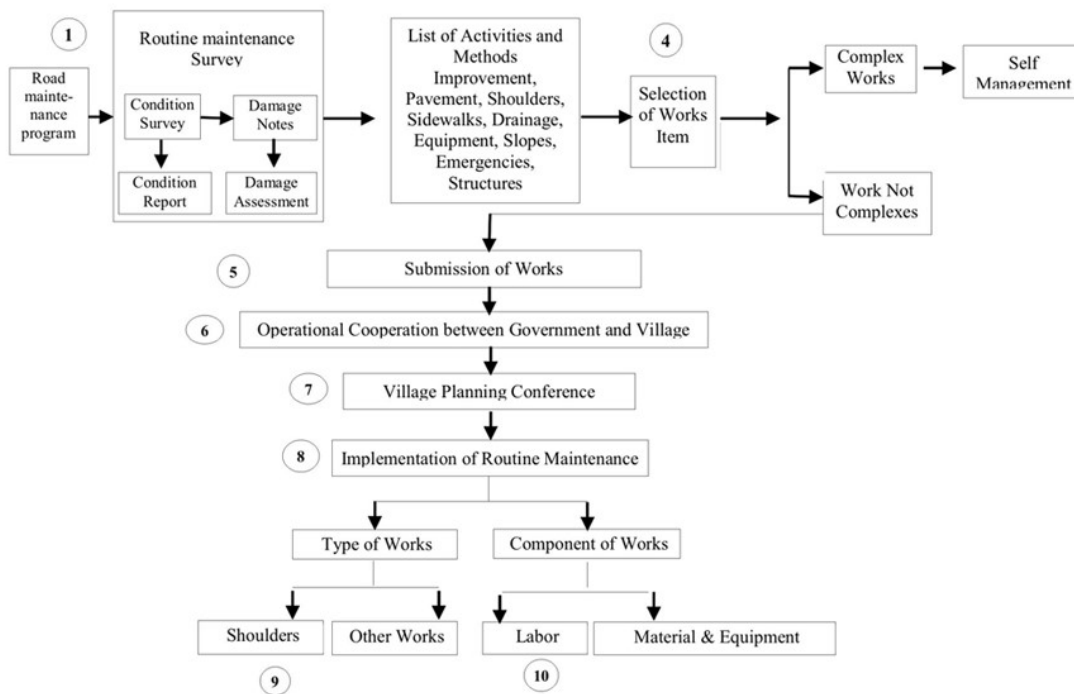 1
Road
mainte-
nance
program
Routine maintenance
Survey
Condition
Survey
Damage
Notes
Condition
Report
Damage
Assessment
List of Activities and
Methods
Improvement,
Pavement, Shoulders,
Sidewalks, Drainage,
Equipment, Slopes,
Emergencies,
Structures
4
Selection
of Works
Item
Complex
Works
Self
Management
Work Not
Complexes
5
Submission of Works
6
Operational Cooperation between Government and Village
7
Village Planning Conference
8
Implementation of Routine Maintenance
Type of Works
Component of Works
Shoulders
Other Works
Labor
Material & Equipment
9
10